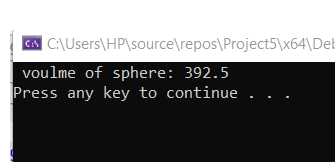 C:\Users\HP\source\repos\Project5\x64\Deb
voulme of sphere: 392.5
Press any key to continue . . .